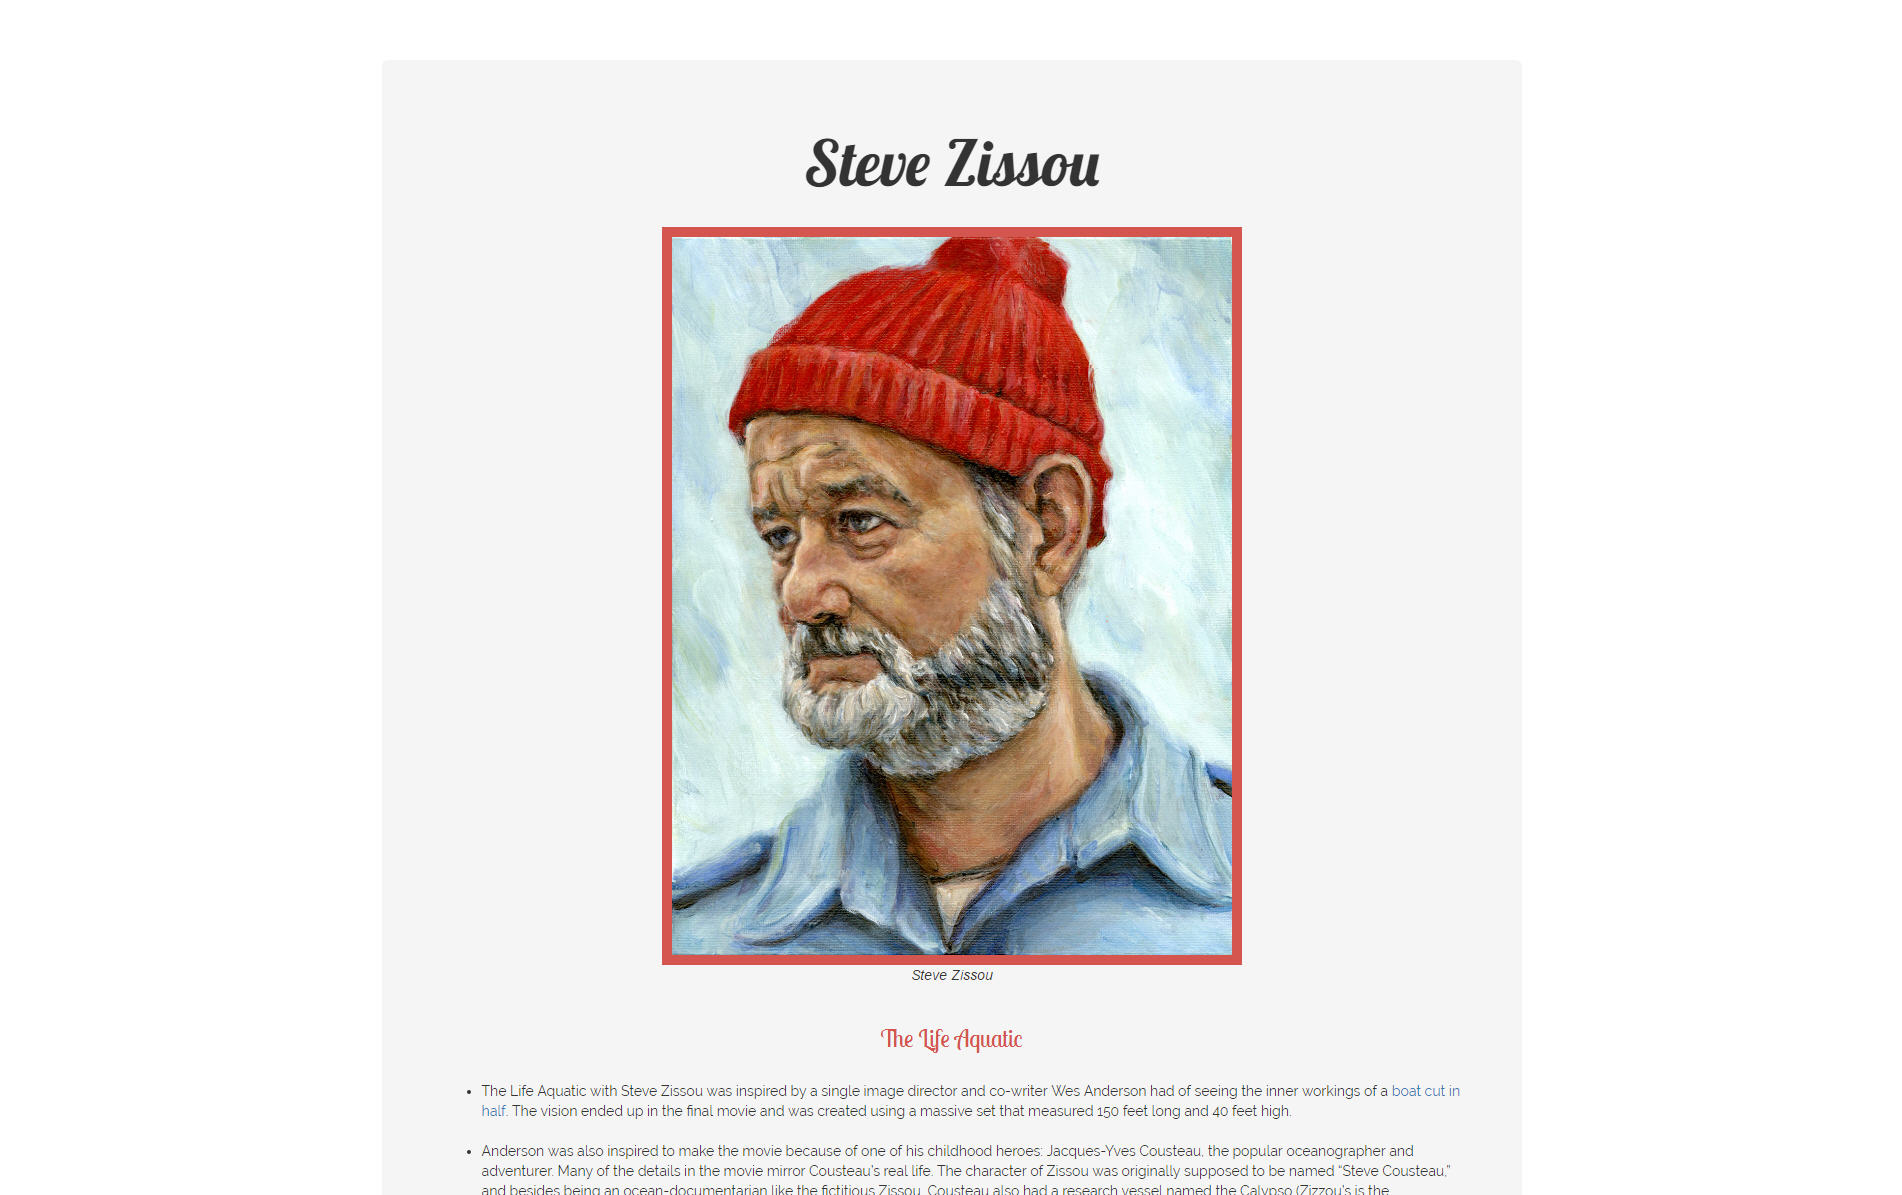 Steve Zissou
Steve Zissou
The Life Aquatic
• The Life Aquatic with Steve Zissou was inspired by a single image director and co-writer Wes Anderson had of seeing the inner workings of a boat cut in
half. The vision ended up in the final movie and was created using a massive set that measured 150 feet long and 40 feet high.
• Anderson was also inspired to make the movie because of one of his childhood heroes: Jacques-Yves Cousteau, the popular oceanographer and
adventurer. Many of the details in the movie mirror Cousteau's real life. The character of Zissou was originally supposed to be named “Steve Cousteau,”
and besides being an ocean-documentarian like the fictitious Zissou, Cousteau also had a research vessel named the Calypso (Zizzou's is the